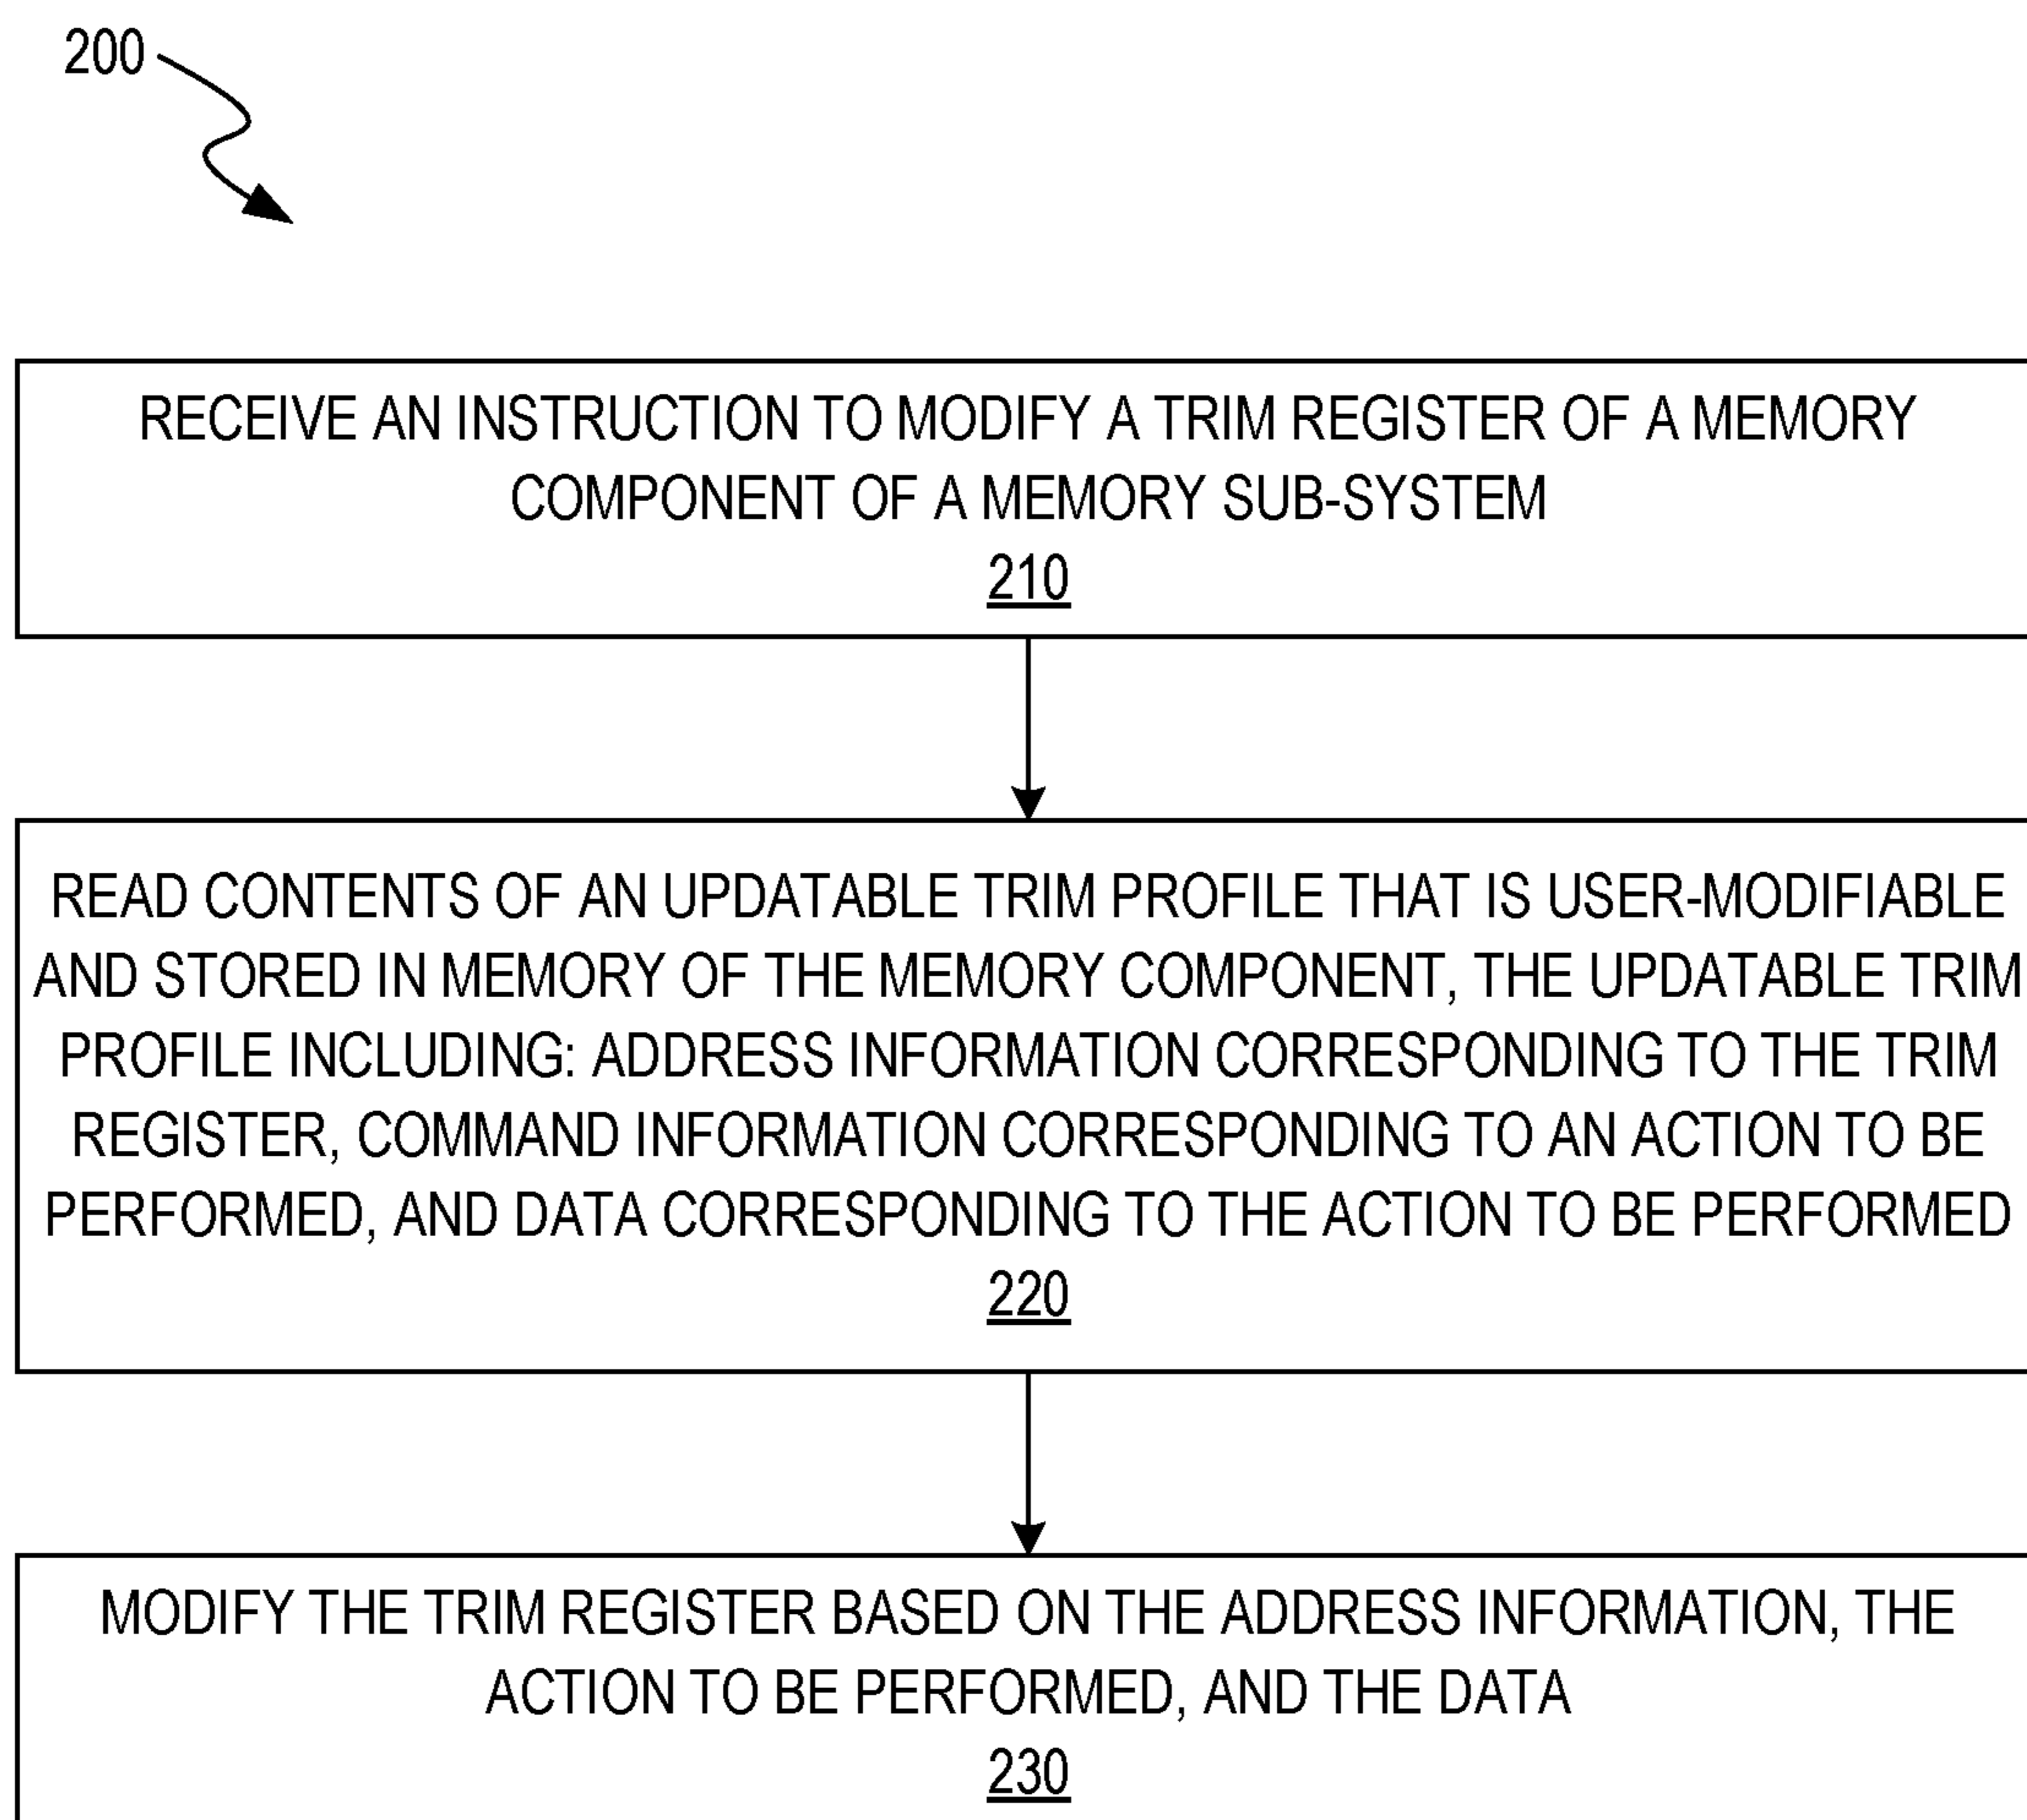 200
RECEIVE AN INSTRUCTION TO MODIFY A TRIM REGISTER OF A MEMORY
COMPONENT OF A MEMORY SUB-SYSTEM
210
READ CONTENTS OF AN UPDATABLE TRIM PROFILE THAT IS USER-MODIFIABLE
AND STORED IN MEMORY OF THE MEMORY COMPONENT, THE UPDATABLE TRIM
PROFILE INCLUDING: ADDRESS INFORMATION CORRESPONDING TO THE TRIM
REGISTER, COMMAND INFORMATION CORRESPONDING TO AN ACTION TO BE
PERFORMED, AND DATA CORRESPONDING TO THE ACTION TO BE PERFORMED
220
MODIFY THE TRIM REGISTER BASED ON THE ADDRESS INFORMATION, THE
ACTION TO BE PERFORMED, AND THE DATA
230